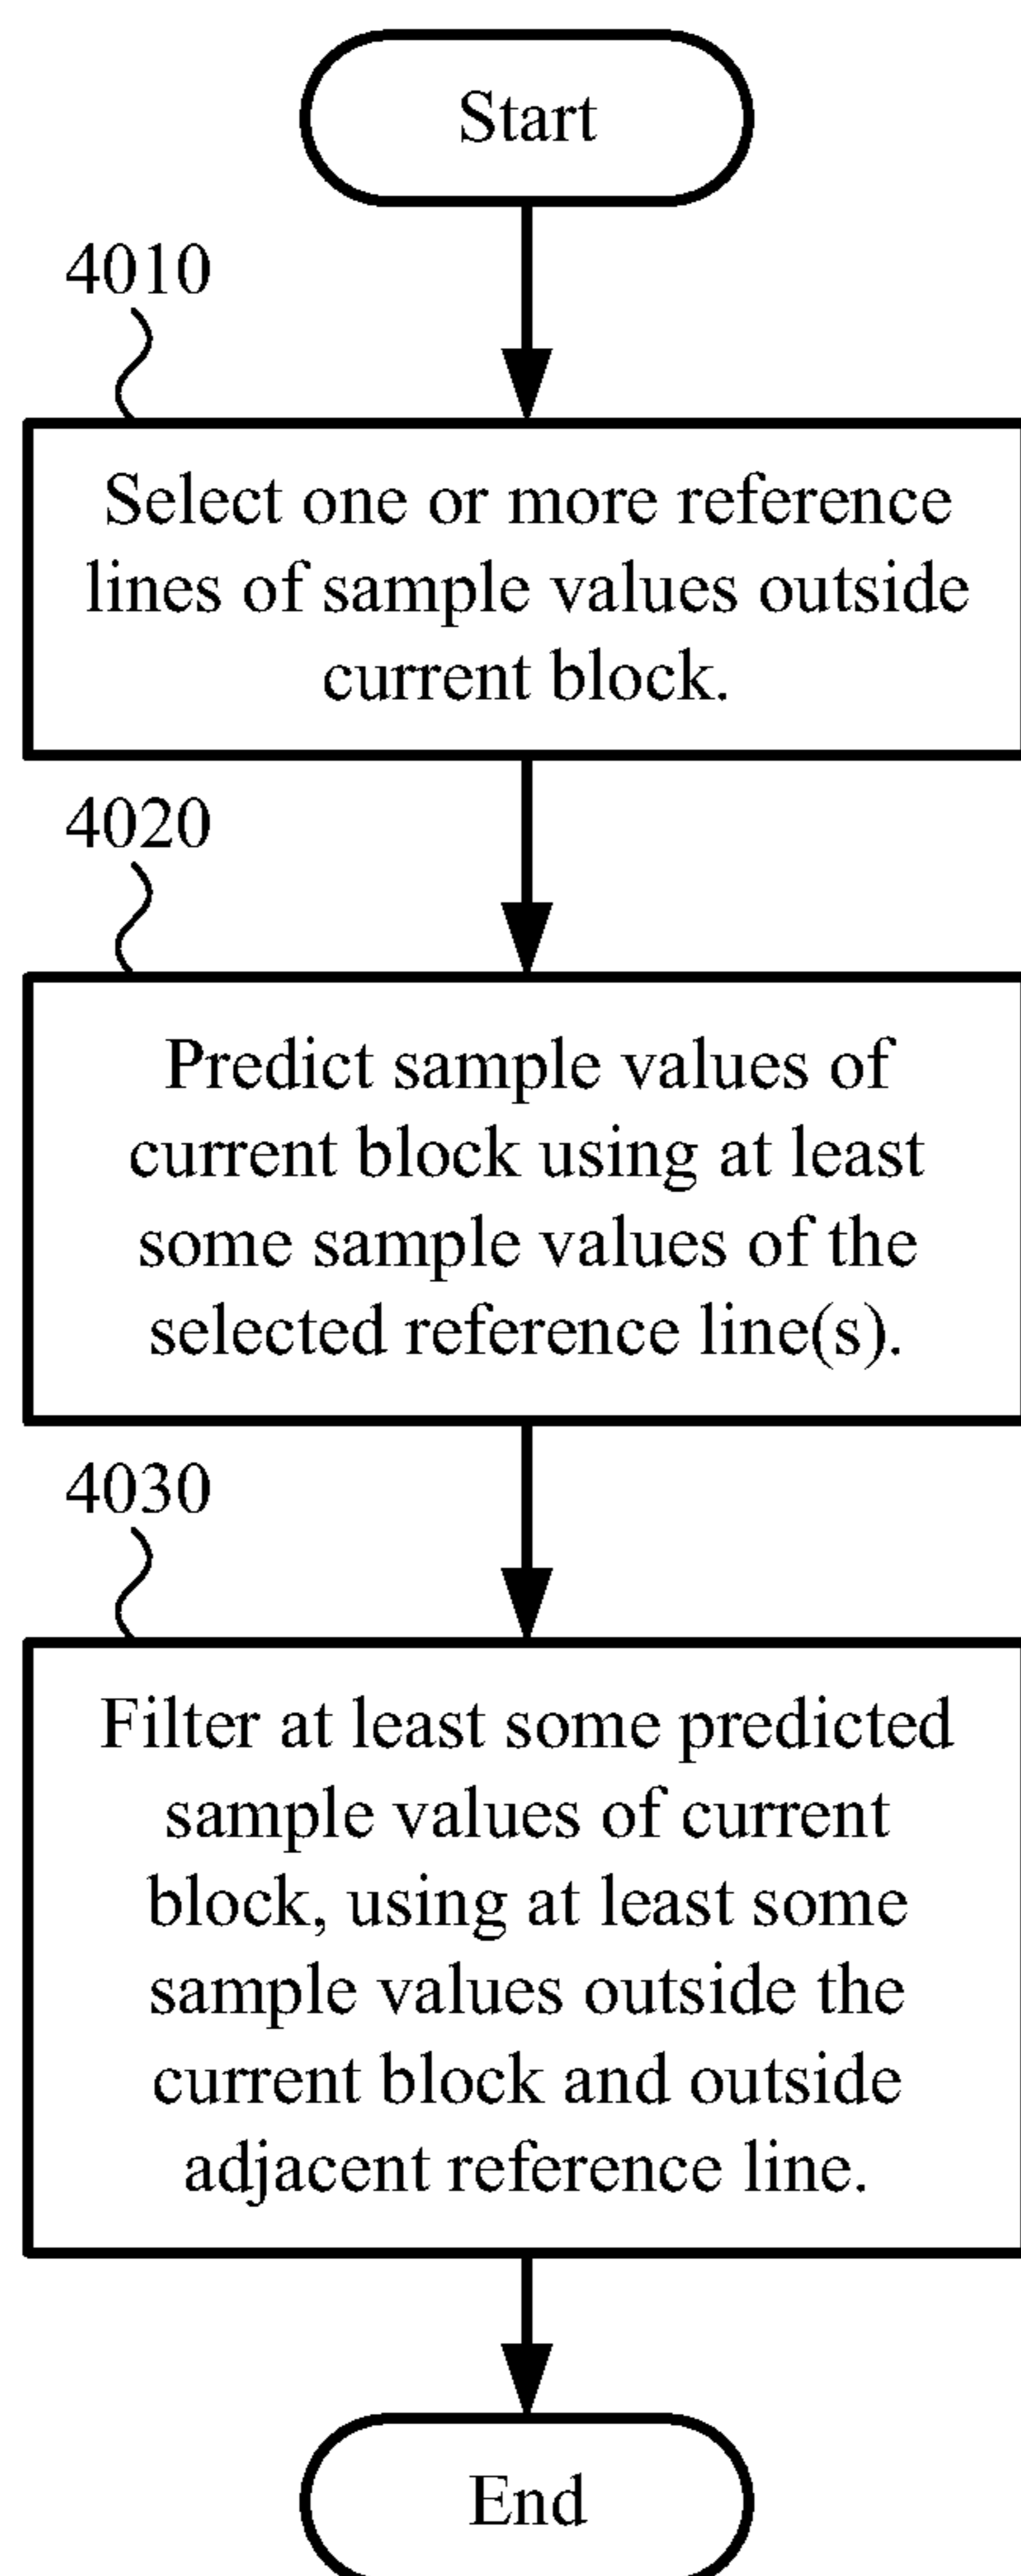 Start
4010
Select one or more reference
lines of sample values outside
current block.
4020
Predict sample values of
current block using at least
some sample values of the
selected reference line(s).
4030
Filter at least some predicted
sample values of current
block, using at least some
sample values outside the
current block and outside
adjacent reference line.
End